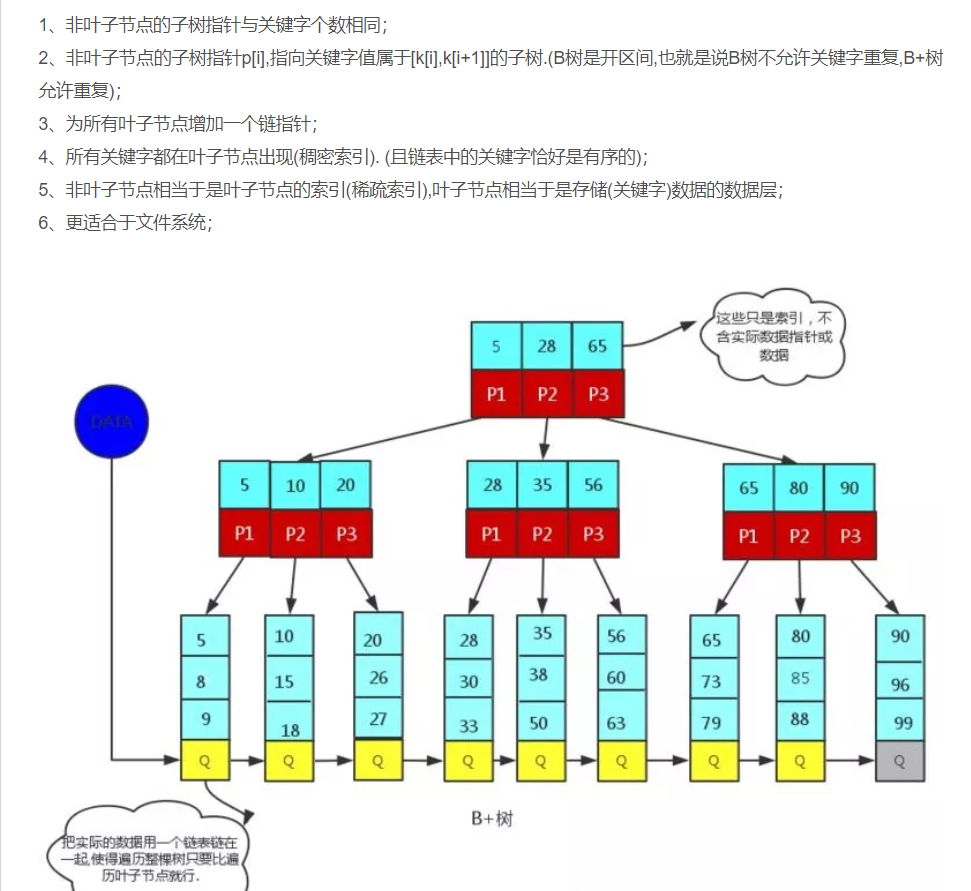 1、非叶子节点的子树指针与关键字个数相同；
2、非叶子节点的子树指针p[i],指向关键字值属于[k[i],k[i+1]]的子树.(B树是开区间,也就是说B树不允许关键字重复,B+树
允许重复)；
3、为所有叶子节点增加一个链指针；
4、所有关键字都在叶子节点出现(稠密索引). (且链表中的关键字恰好是有序的)；
5、非叶子节点相当于是叶子节点的索引(稀疏索引),叶子节点相当于是存储(关键字)数据的数据层；
6、更适合于文件系统；
这些只是索引，不
含实际数据指针或
数据
5 28 65
P1 P2 P3
DATA
5 10 20
28 35 56
65 80 90
P1 P2 P3
P1 P2 P3
P1 P2 P3
5 10 20 28 35 56 65 80 90
8 15 26 30 38 60 73 85 96
9 18 27 33 50 63 79 88 99
Q Q Q Q Q Q Q Q Q
B+树
把实际的数据用一个链表链在
一起,使得遍历整棵树只要比遍
历叶子节点就行.